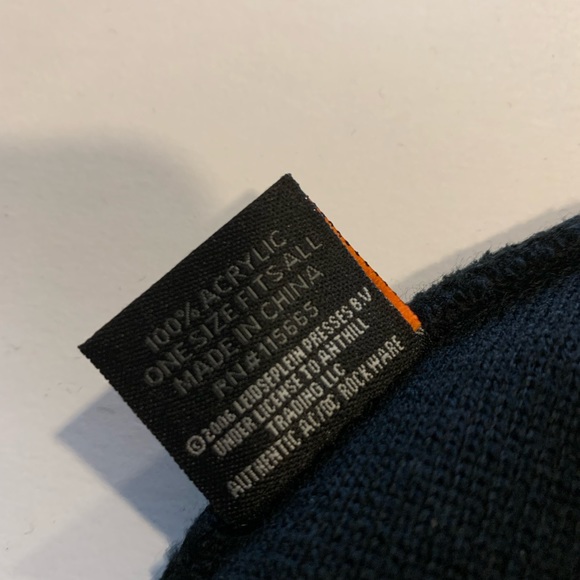 100% ACRYLIC
ONE SIZE FITS ALL
MADE IN CHINA
RN#115665
©2006 LEIDSEPLEIN PRESSES B.V
UNDER LICENSE TO ANTHILL
TRADING LLC
AUTHENTIC AC/DC ROCKWARE